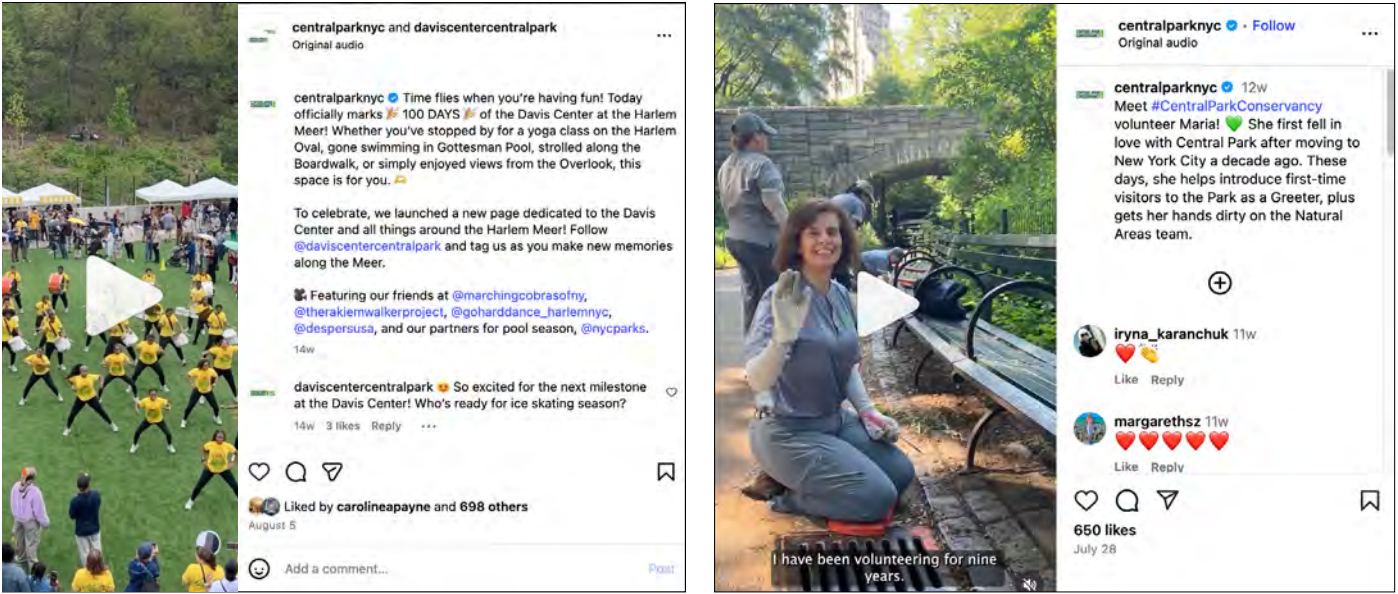 centralparknyc and daviscentercentralpark
Original audio
centralparknyc Time flies when you're having fun! Today
officially marks 🎉 100 DAYS 🎉 of the Davis Center at the Harlem
Meer! Whether you've stopped by for a yoga class on the Harlem
Oval, gone swimming in Gottesman Pool, strolled along the
Boardwalk, or simply enjoyed views from the Overlook, this
space is for you. 🫶
To celebrate, we launched a new page dedicated to the Davis
Center and all things around the Harlem Meer! Follow
@daviscentercentralpark and tag us as you make new memories
along the Meer.
🎥 Featuring our friends at @marchingcobrasofny,
@therakiemwalkerproject, @goharddance_harlemnyc,
@despersusa, and our partners for pool season, @nycparks.
14w
daviscentercentralpark 😍 So excited for the next milestone
at the Davis Center! Who's ready for ice skating season?
14w 3 likes Reply
Liked by carolineapayne and 698 others
August 5
Add a comment...
Post
I have been volunteering for nine
years.
centralparknyc • Follow
Original audio
centralparknyc 12w
Meet #CentralParkConservancy
volunteer Maria! 💚 She first fell in
love with Central Park after moving to
New York City a decade ago. These
days, she helps introduce first-time
visitors to the Park as a Greeter, plus
gets her hands dirty on the Natural
Areas team.
iryna_karanchuk 11w
❤️👏
Like Reply
margarethsz 11w
❤️❤️❤️❤️❤️
Like Reply
650 likes
July 28